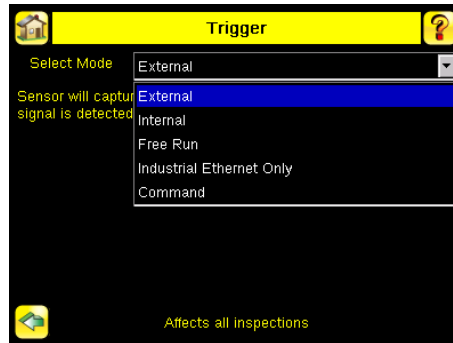 Trigger
Select Mode
External
Sensor will captur
signal is detected
External
Internal
Free Run
Industrial Ethernet Only
Command
Affects all inspections